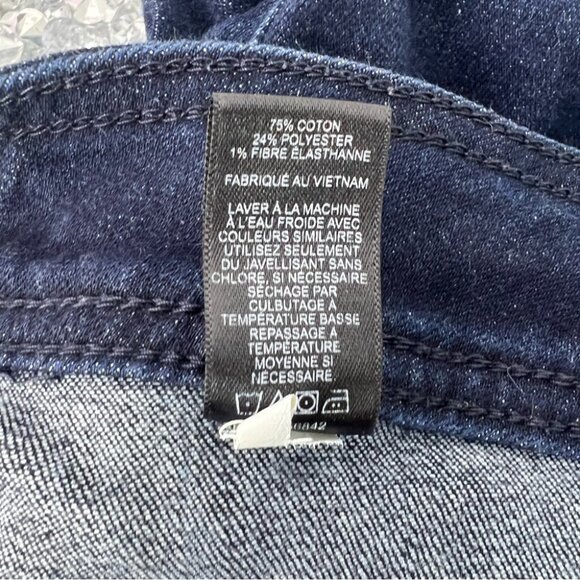 75% COTON
24% POLYESTER
1% FIBRE ÉLASTHANNE
FABRIQUÉ AU VIETNAM
LAVER À LA MACHINE
À L'EAU FROIDE AVEC
COULEURS SIMILAIRES
UTILISEZ SEULEMENT
DU JAVELLISANT SANS
CHLORE, SI NÉCESSAIRE
SÉCHAGE PAR
CULBUTAGE À
TEMPÉRATURE BASSE
REPASSAGE À
TEMPÉRATURE
MOYENNE SI
NÉCESSAIRE.
6842